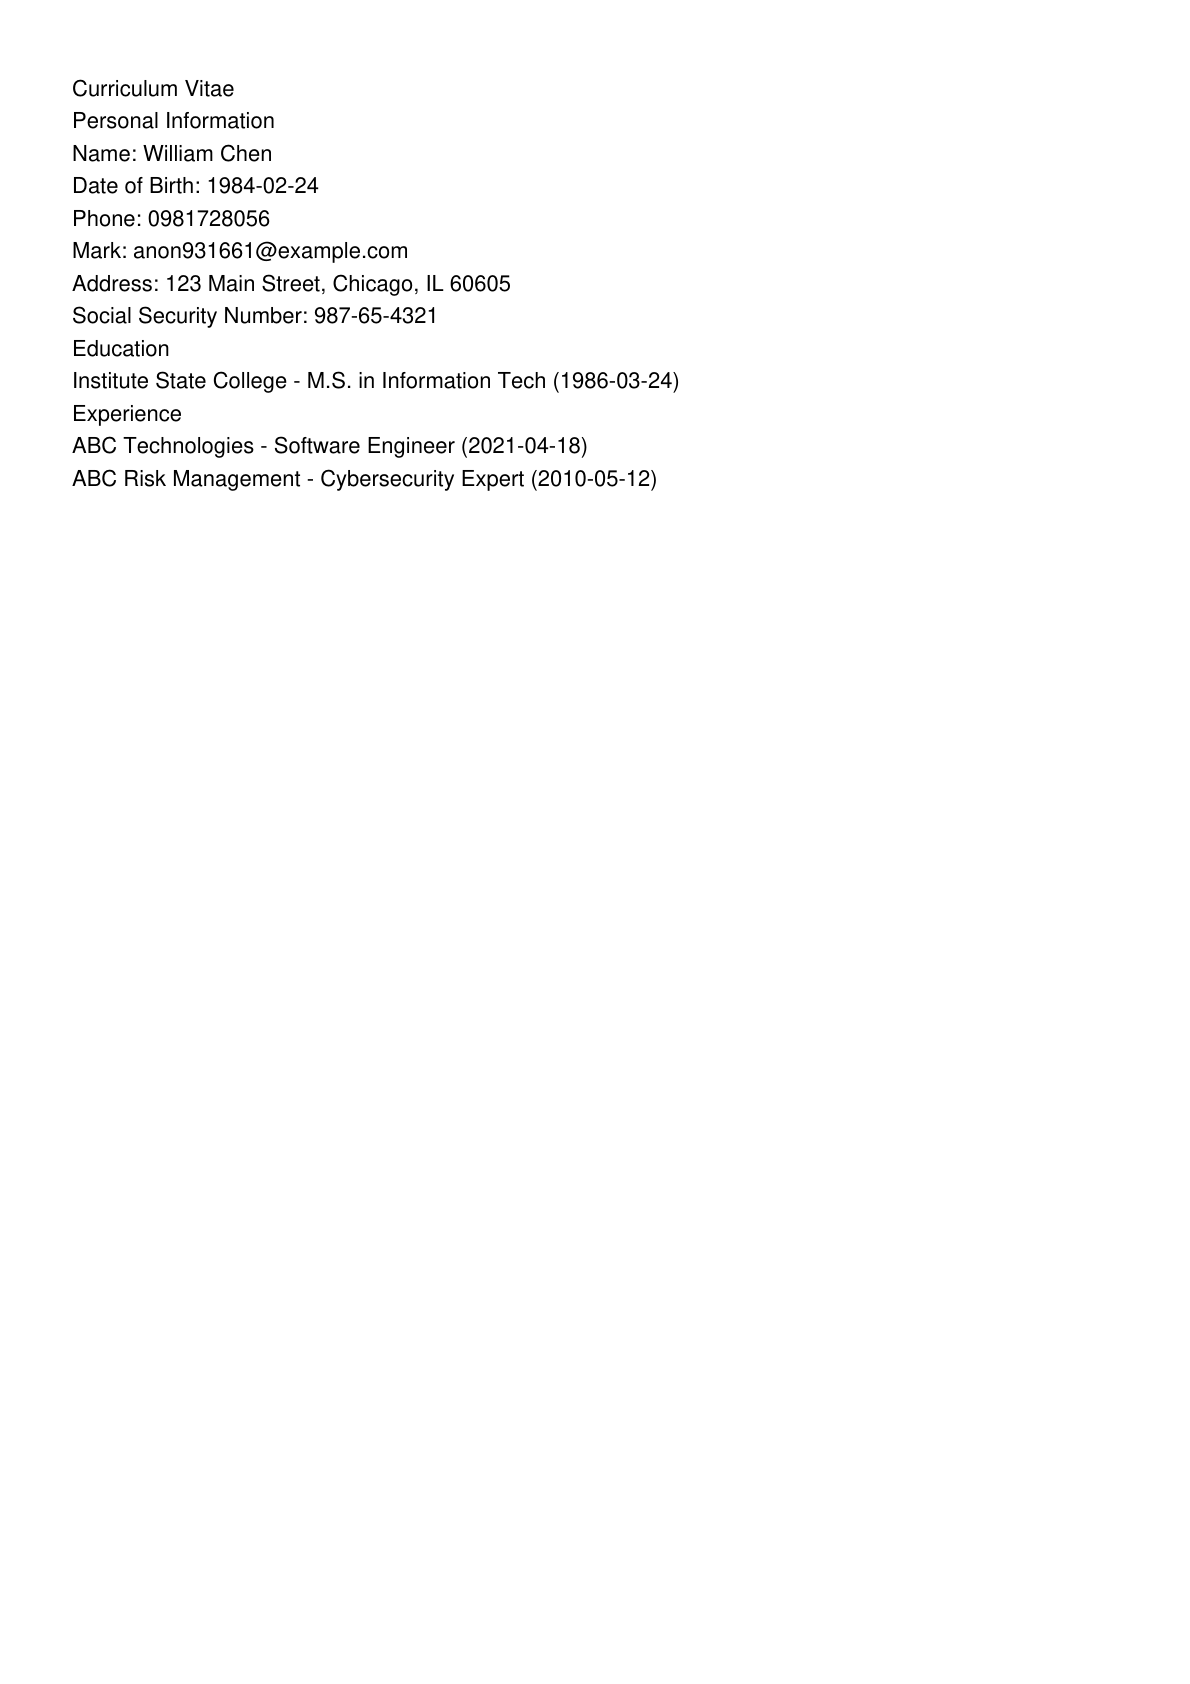 Curriculum Vitae
Personal Information
Name: William Chen
Date of Birth: 1984-02-24
Phone: 0981728056
Mark: anon931661@example.com
Address: 123 Main Street, Chicago, IL 60605
Social Security Number: 987-65-4321
Education
Institute State College - M.S. in Information Tech (1986-03-24)
Experience
ABC Technologies - Software Engineer (2021-04-18)
ABC Risk Management - Cybersecurity Expert (2010-05-12)